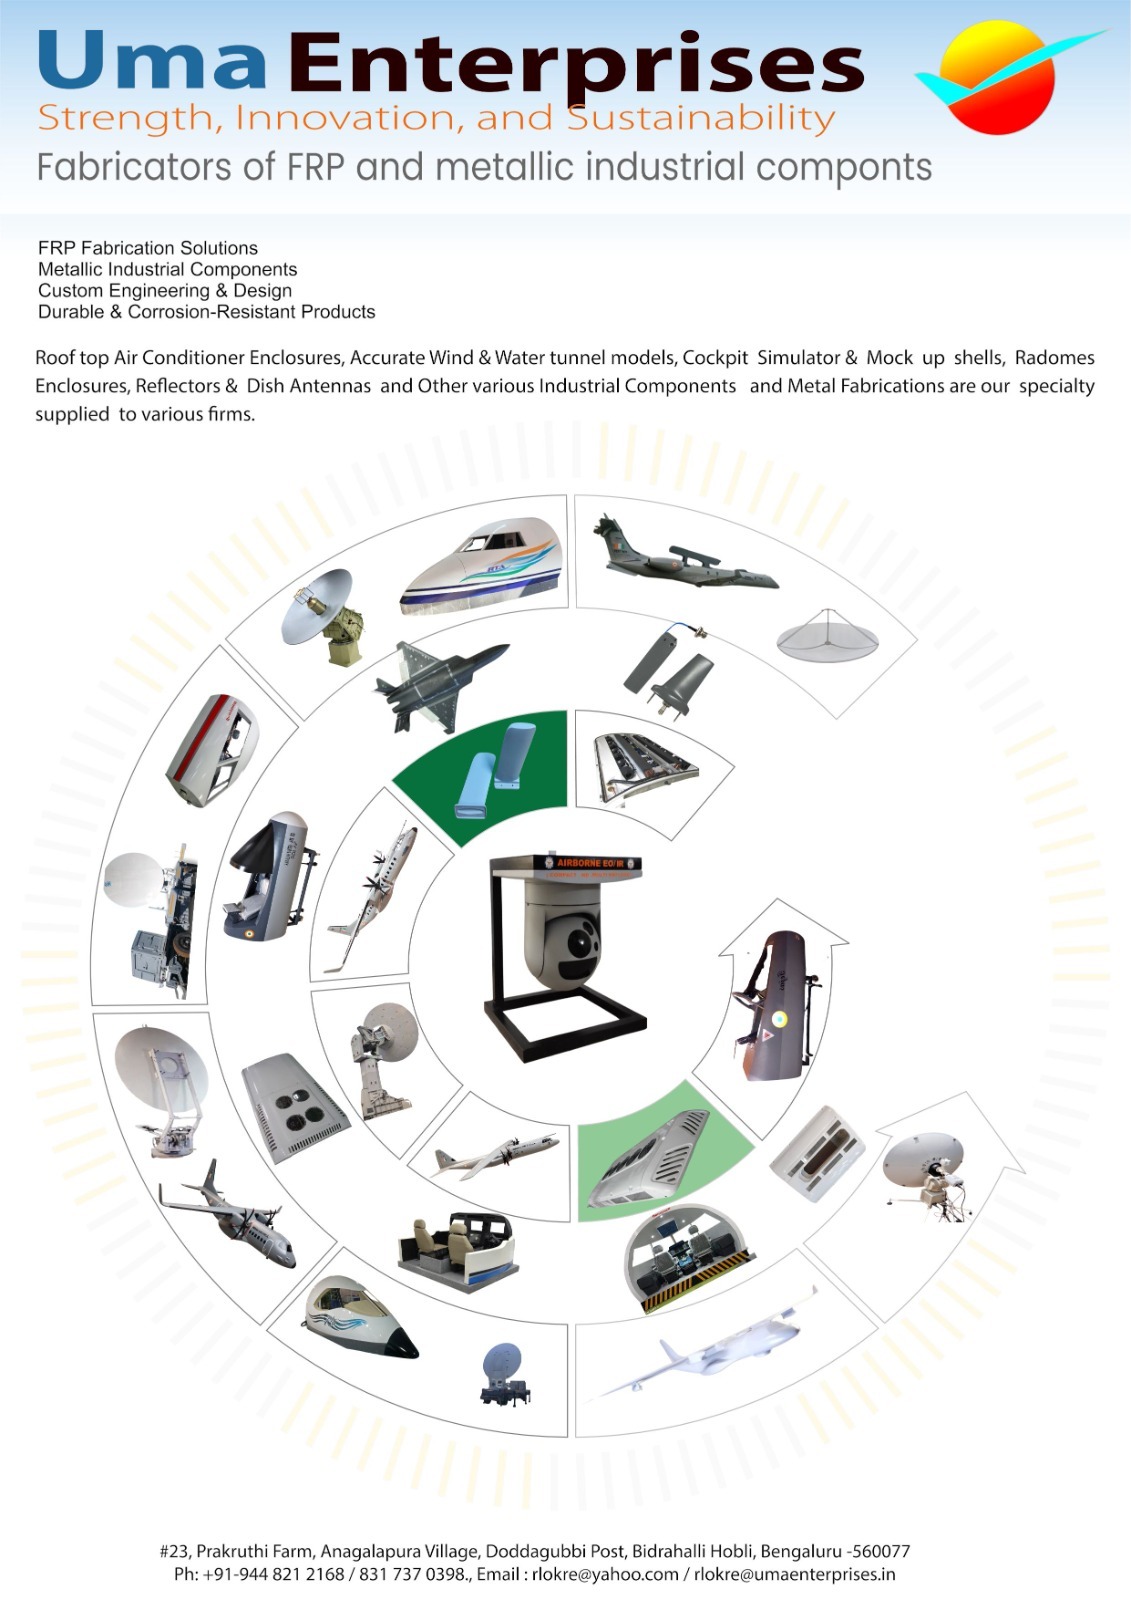 Uma Enterprises
Strength, Innovation, and Sustainability
Fabricators of FRP and metallic industrial componts
FRP Fabrication Solutions
Metallic Industrial Components
Custom Engineering & Design
Durable & Corrosion-Resistant Products
Roof top Air Conditioner Enclosures, Accurate Wind & Water tunnel models, Cockpit Simulator & Mock up shells, Radomes
Enclosures, Reflectors & Dish Antennas and Other various Industrial Components and Metal Fabrications are our specialty
supplied to various firms.
AIRBORNE EO/IR
#23, Prakruthi Farm, Anagalapura Village, Doddagubbi Post, Bidrahalli Hobli, Bengaluru -560077
Ph: +91-944 821 2168 / 831 737 0398., Email : rlokre@yahoo.com / rlokre@umaenterprises.in